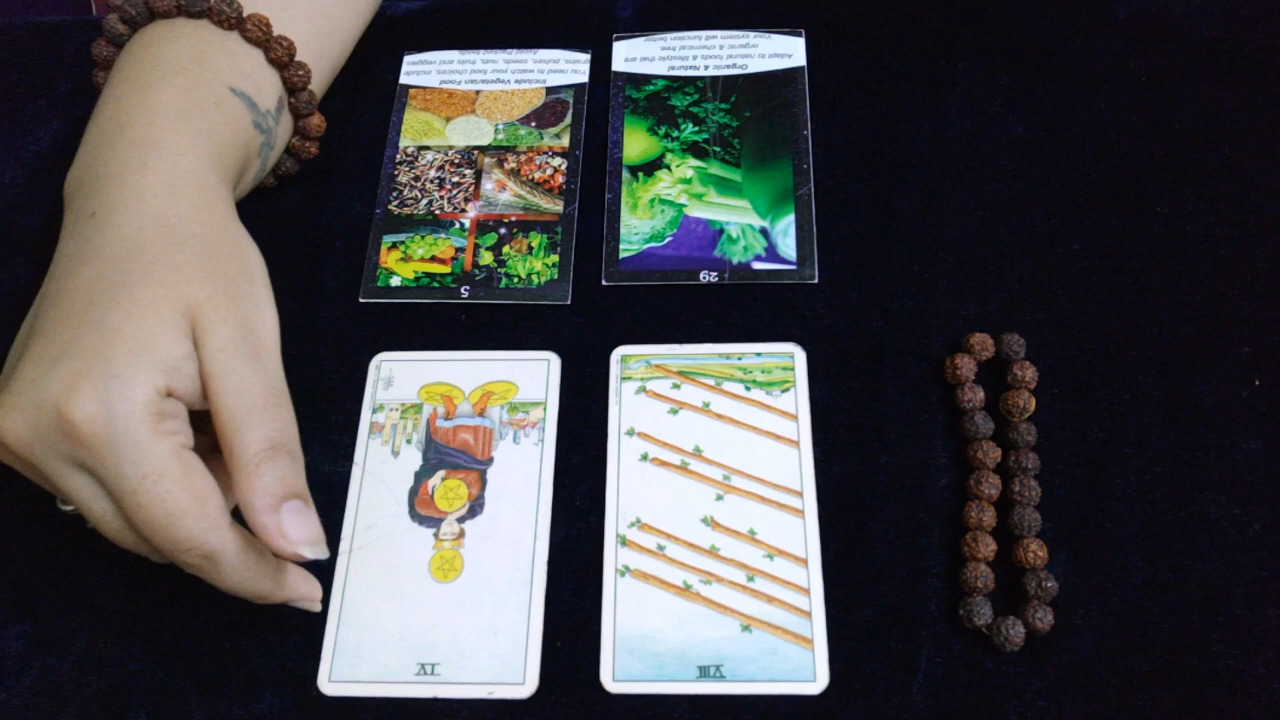 5
Include Vegetarian Food
You need to watch your food choices, include
grains, pulses, seeds, nuts, fruits and veggies
Avoid Packed foods.
29
Organic & Natural
Adapt to natural foods & lifestyle that are
organic & chemical free.
Your system will function better
IV
VIII